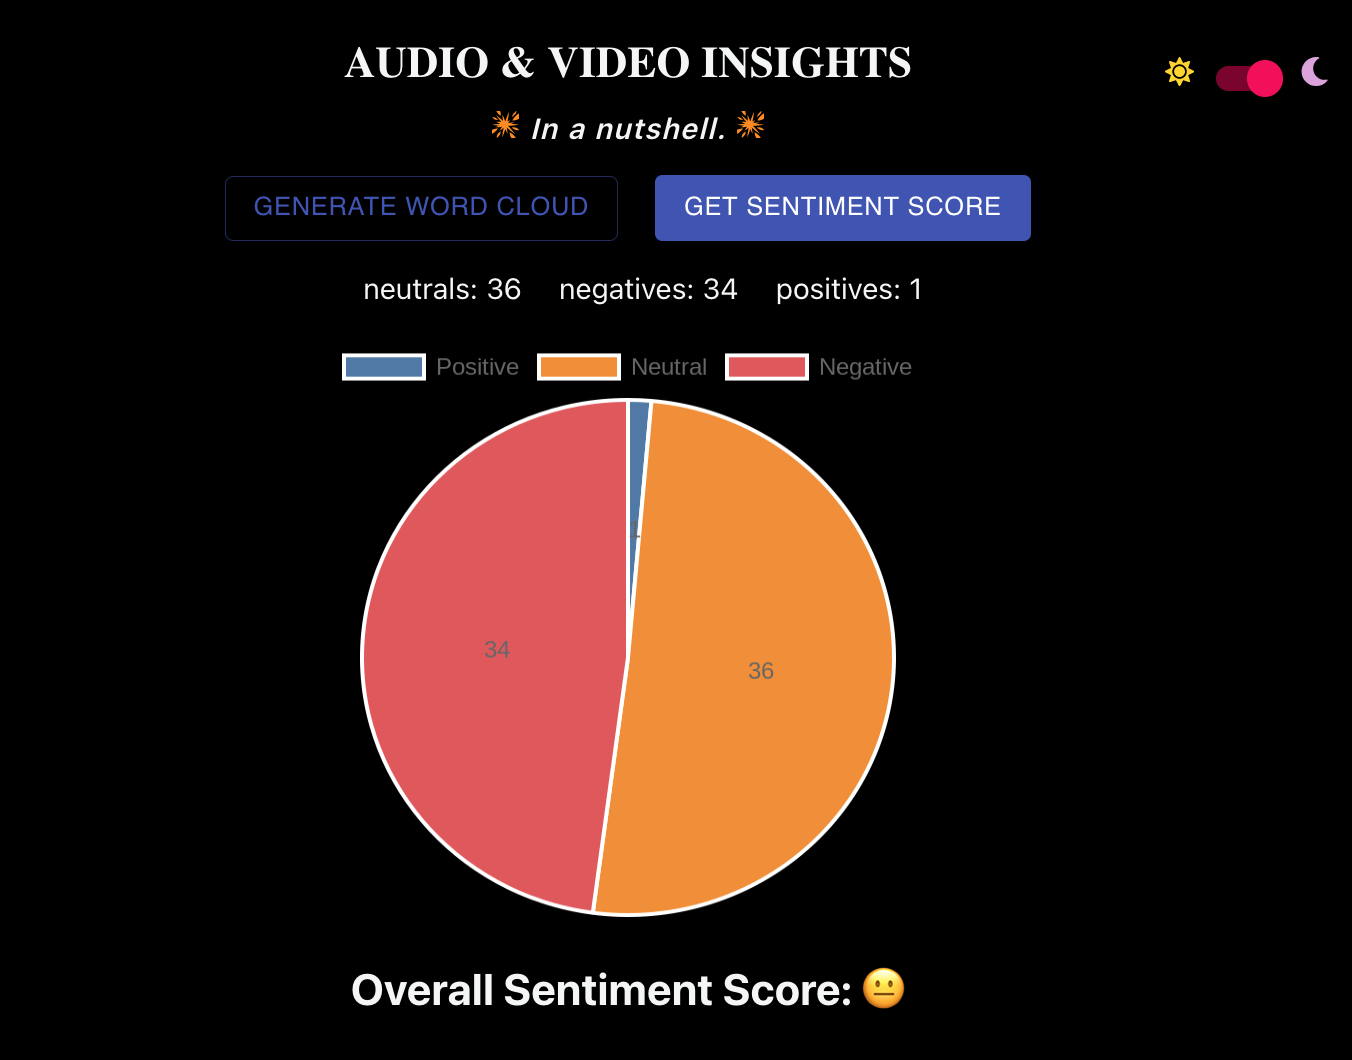 AUDIO & VIDEO INSIGHTS
In a nutshell.
GENERATE WORD CLOUD GET SENTIMENT SCORE
neutrals: 36 negatives: 34 positives: 1
Positive Neutral Negative
1
34
36
Overall Sentiment Score: